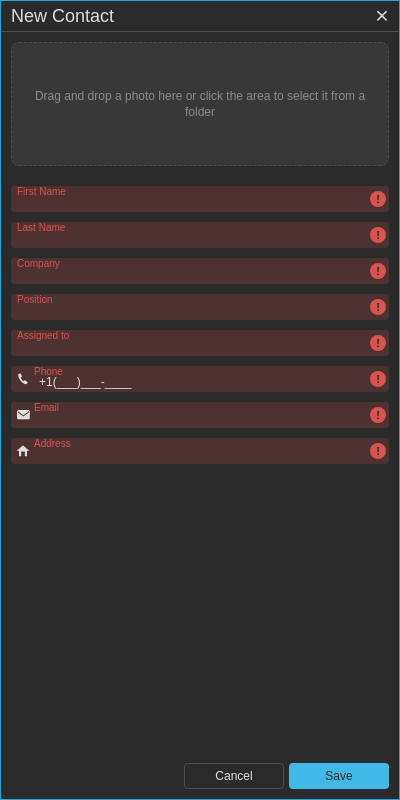 New Contact
Drag and drop a photo here or click the area to select it from a
folder
First Name
!
Last Name
!
Company
!
Position
!
Assigned to
!
Phone
+1(___)___-____
!
Email
!
Address
!
Cancel
Save